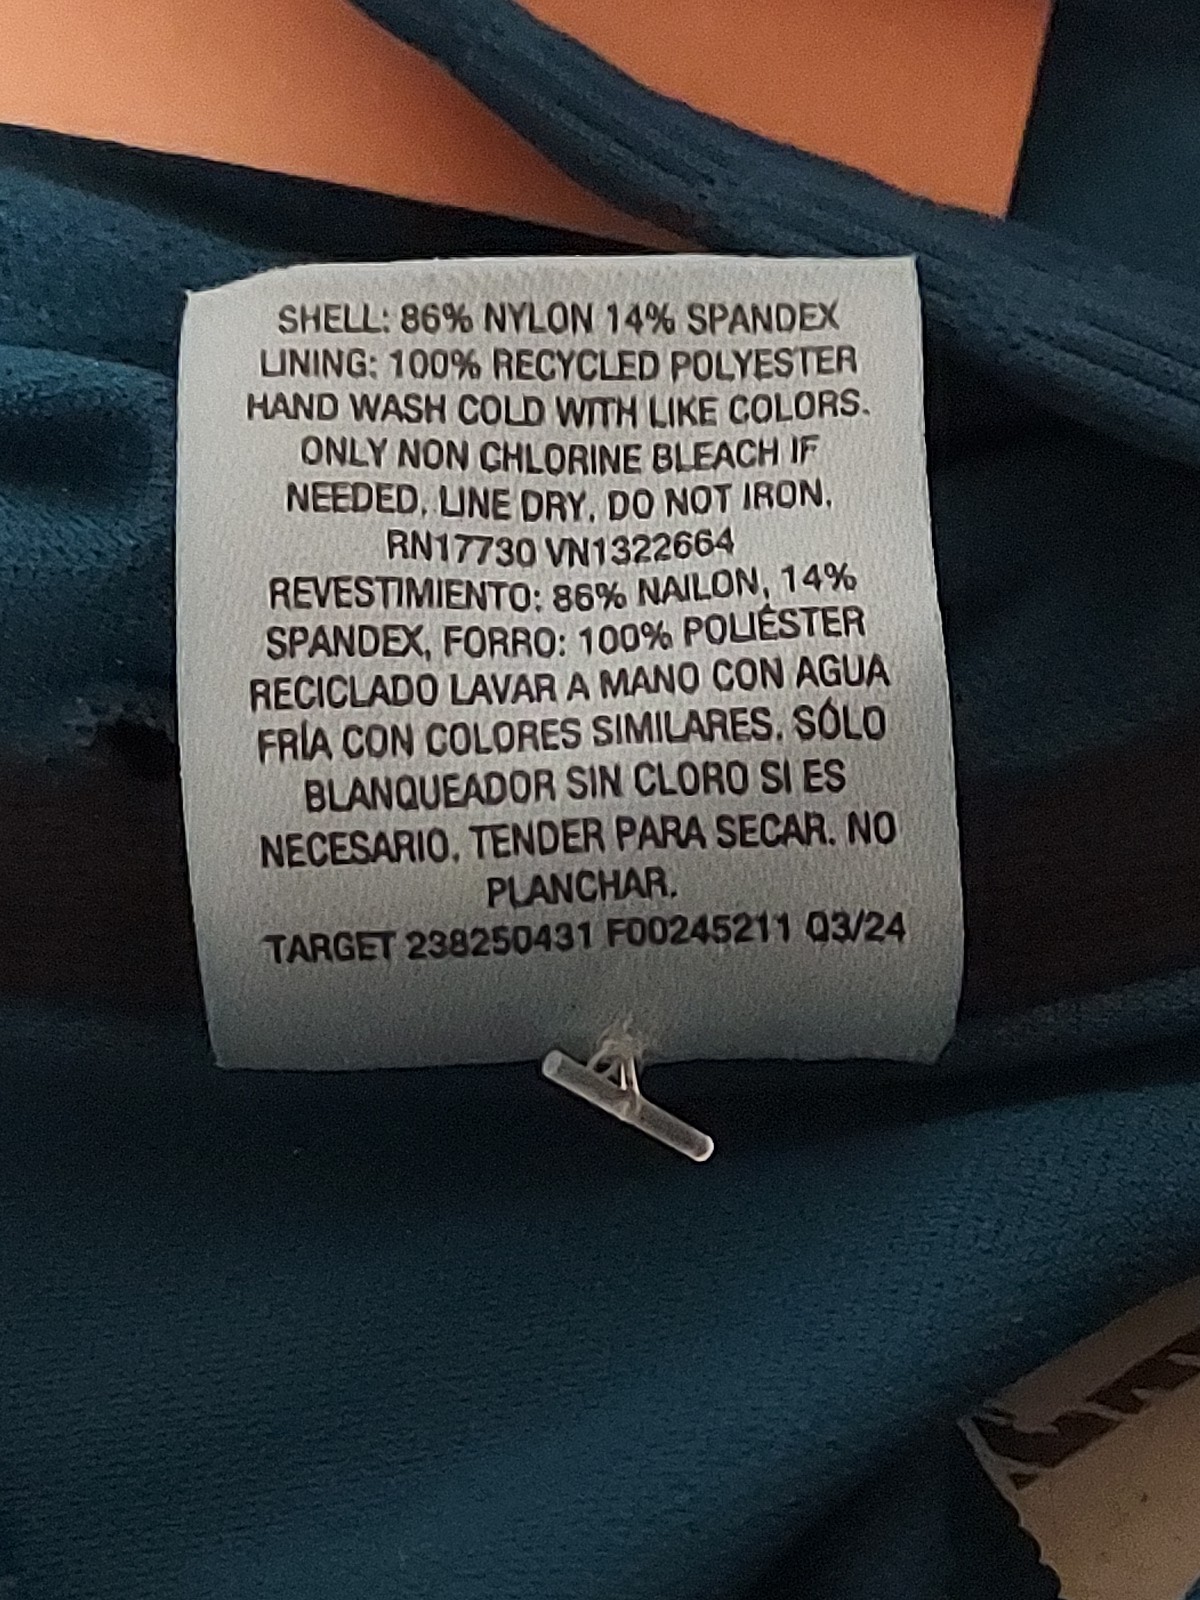 SHELL: 86% NYLON 14% SPANDEX
LINING: 100% RECYCLED POLYESTER
HAND WASH COLD WITH LIKE COLORS.
ONLY NON CHLORINE BLEACH IF
NEEDED. LINE DRY. DO NOT IRON.
RN17730 VN1322664
REVESTIMIENTO: 86% NAILON, 14%
SPANDEX, FORRO: 100% POLIÉSTER
RECICLADO LAVAR A MANO CON AGUA
FRÍA CON COLORES SIMILARES. SÓLO
BLANQUEADOR SIN CLORO SI ES
NECESARIO. TENDER PARA SECAR. NO
PLANCHAR.
TARGET 238250431 F00245211 Q3/24